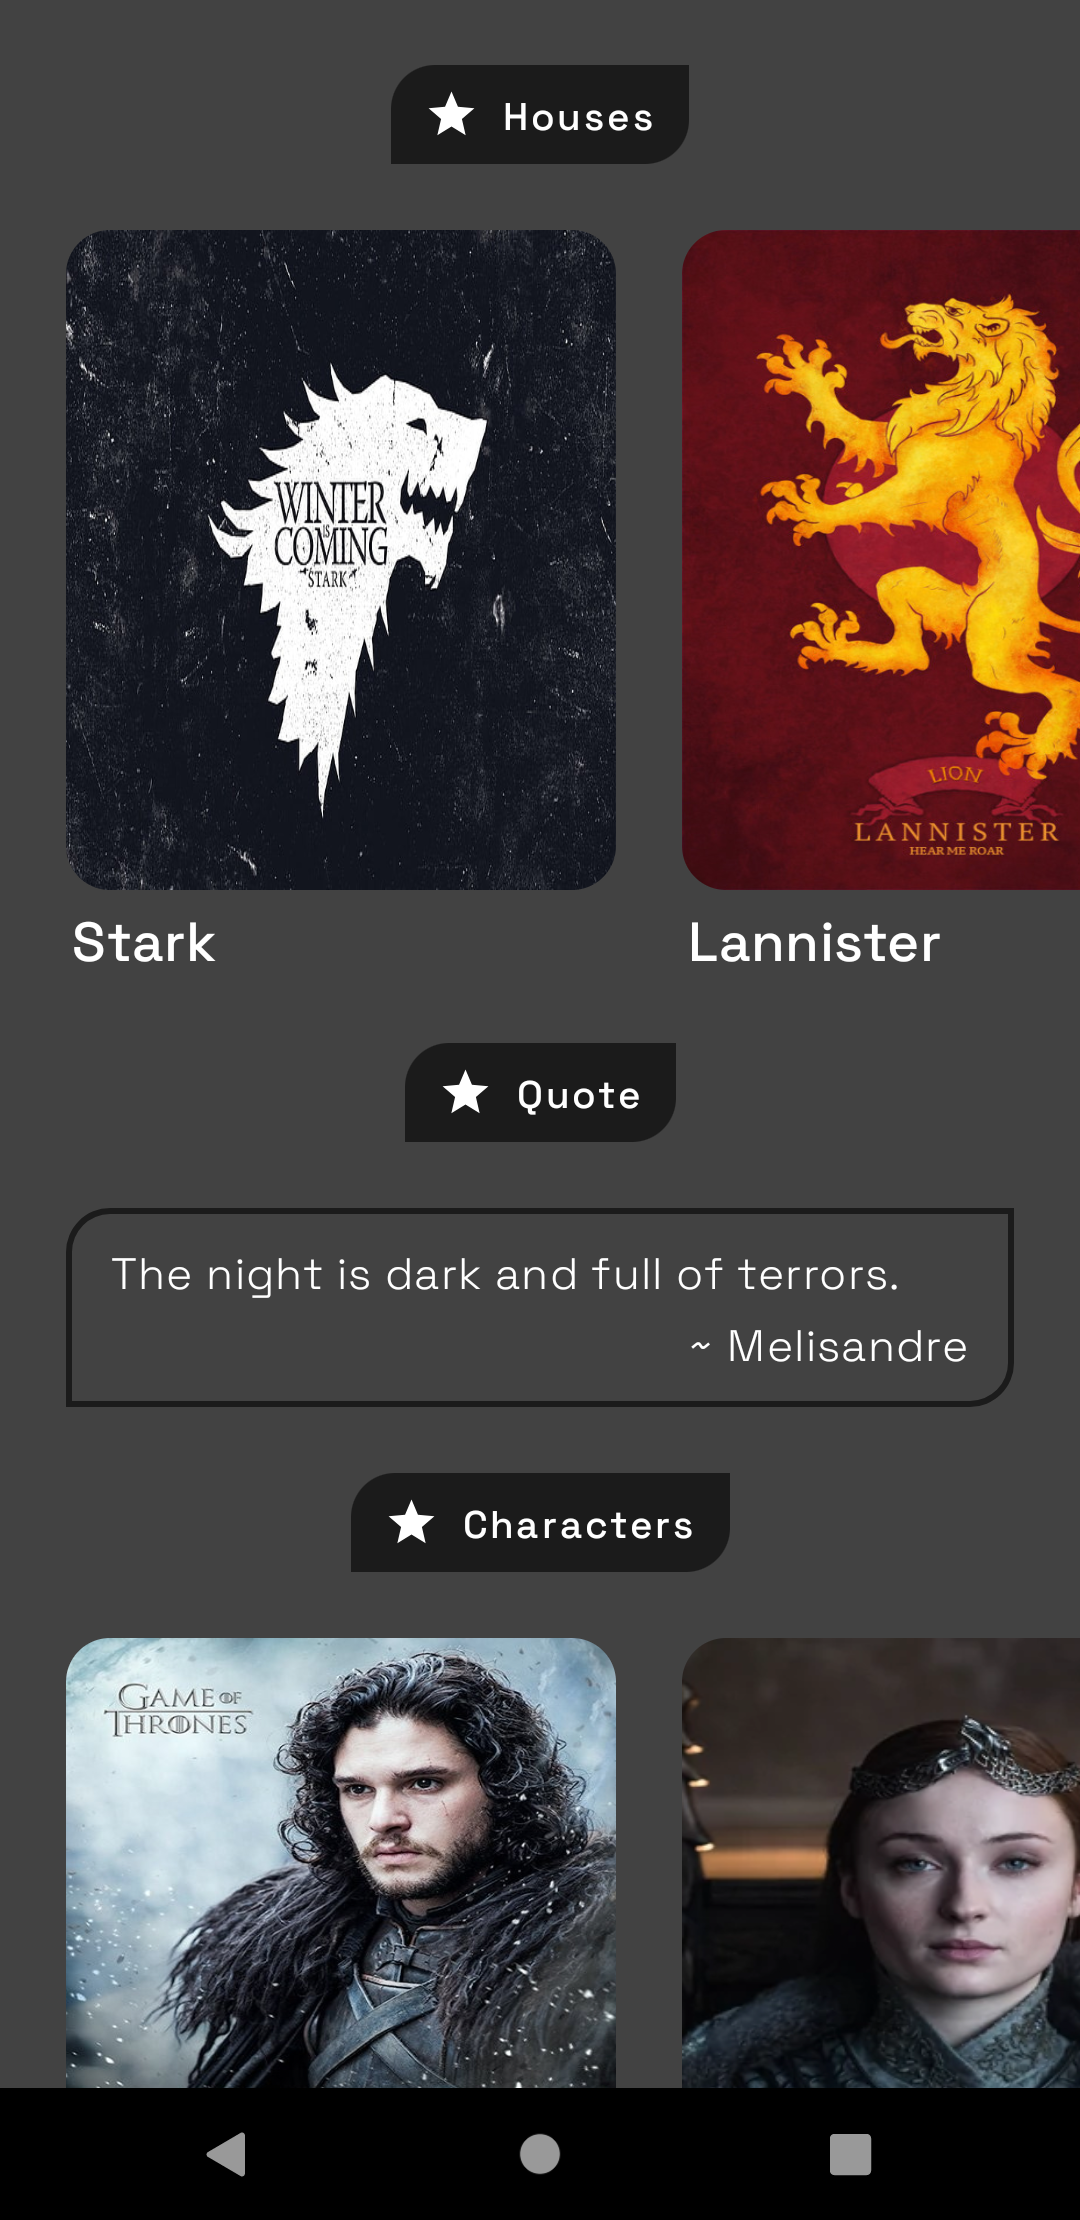 Houses
WINTER
IS
COMING
STARK
LION
LANNISTER
HEAR ME ROAR
Stark
Lannister
Quote
The night is dark and full of terrors.
~ Melisandre
Characters
GAME OF
THRONES